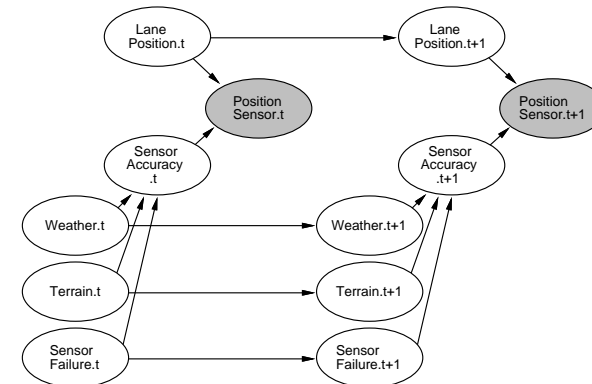 Lane
Position.t
Lane
Position.t+1
Position
Sensor.t
Position
Sensor.t+1
Sensor
Accuracy
.t
Sensor
Accuracy
.t+1
Weather.t
Weather.t+1
Terrain.t
Terrain.t+1
Sensor
Failure.t
Sensor
Failure.t+1